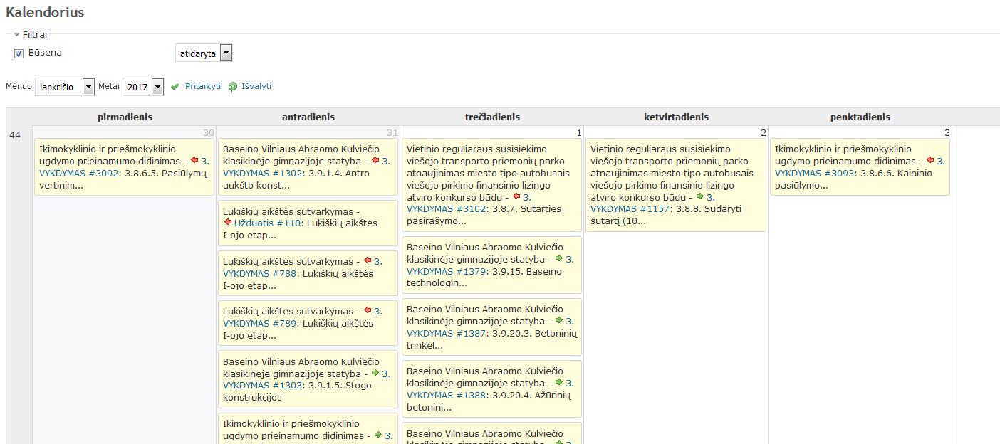 Kalendorius
Filtrai
Būsena
atidaryta
Mėnuo lapkričio Metai 2017 Pritaikyti Išvalyti
pirmadienis antradienis trečiadienis ketvirtadienis penktadienis
44
30
Ikimokyklinio ir priešmokyklinio
ugdymo prieinamumo didinimas - 3.
VYKDYMAS #3092: 3.8.6.5. Pasiūlymų
vertinim...
31
Baseino Vilniaus Abraomo Kulviečio
klasikinėje gimnazijoje statyba - 3.
VYKDYMAS #1302: 3.9.1.4. Antro
aukšto konst...
Lukiškių aikštės sutvarkymas -
Užduotis #110: Lukiškių aikštės
I-ojo etap...
Lukiškių aikštės sutvarkymas - 3.
VYKDYMAS #788: Lukiškių aikštės
I-ojo etap...
Lukiškių aikštės sutvarkymas - 3.
VYKDYMAS #789: Lukiškių aikštės
I-ojo etap...
Baseino Vilniaus Abraomo Kulviečio
klasikinėje gimnazijoje statyba - 3.
VYKDYMAS #1303: 3.9.1.5. Stogo
konstrukcijos
Ikimokyklinio ir priešmokyklinio
ugdymo prieinamumo didinimas - 3.
1
Vietinio reguliaraus susisiekimo
viešojo transporto priemonių parko
atnaujinimas miesto tipo autobusais
viešojo pirkimo finansinio lizingo
atviro konkurso būdu - 3.
VYKDYMAS #3102: 3.8.7. Sutarties
pasirašymo...
Baseino Vilniaus Abraomo Kulviečio
klasikinėje gimnazijoje statyba - 3.
VYKDYMAS #1379: 3.9.15. Baseino
technologin...
Baseino Vilniaus Abraomo Kulviečio
klasikinėje gimnazijoje statyba - 3.
VYKDYMAS #1387: 3.9.20.3. Betoninių
trinkel...
Baseino Vilniaus Abraomo Kulviečio
klasikinėje gimnazijoje statyba - 3.
VYKDYMAS #1388: 3.9.20.4. Ažūrinių
betonini...
Baseino Vilniaus Abraomo Kulviečio
2
Vietinio reguliaraus susisiekimo
viešojo transporto priemonių parko
atnaujinimas miesto tipo autobusais
viešojo pirkimo finansinio lizingo
atviro konkurso būdu - 3.
VYKDYMAS #1157: 3.8.8. Sudaryti
sutartį (10...
3
Ikimokyklinio ir priešmokyklinio
ugdymo prieinamumo didinimas - 3.
VYKDYMAS #3093: 3.8.6.6. Kaininio
pasiūlymo...